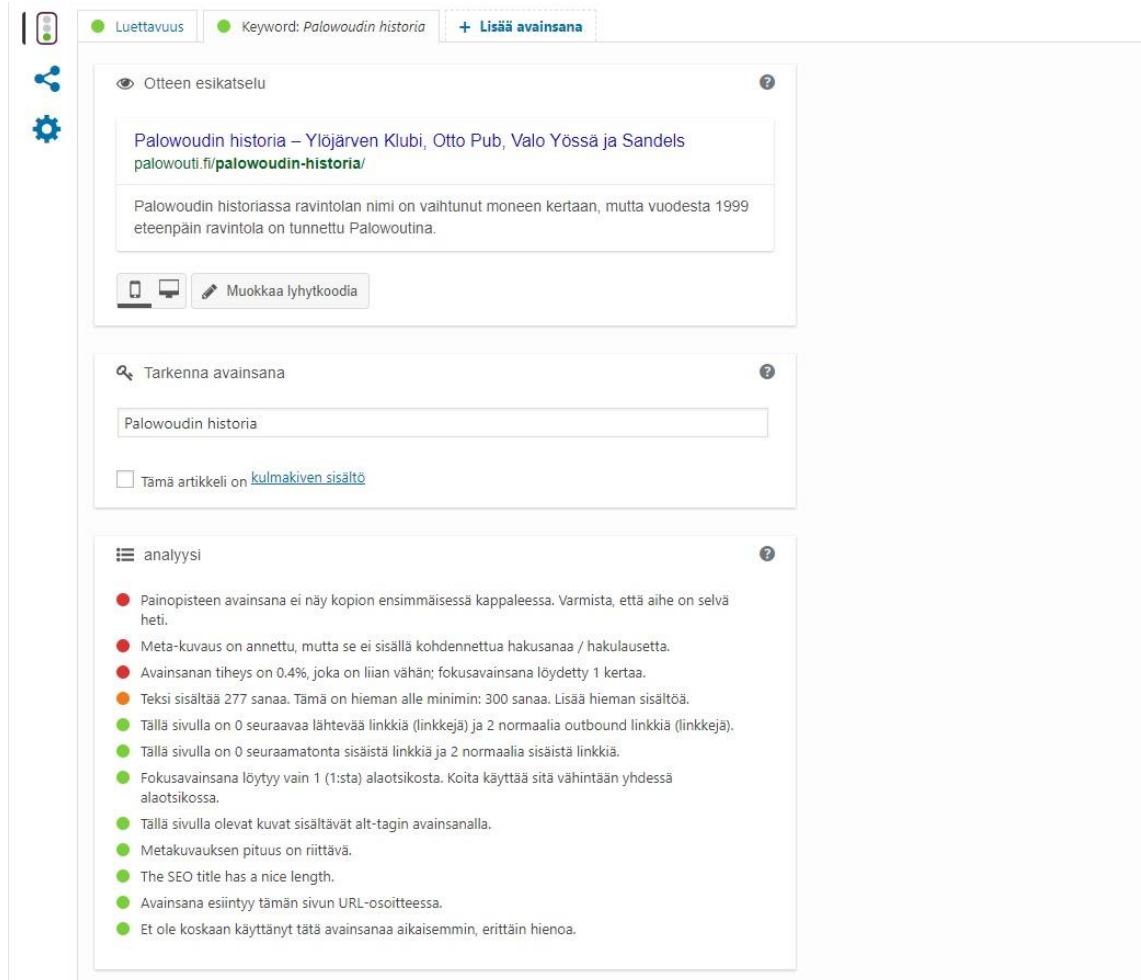 Luettavuus
Keyword: Palowoudin historia
+ Lisää avainsana
Otteen esikatselu
Palowoudin historia – Ylöjärven Klubi, Otto Pub, Valo Yössä ja Sandels
palowouti.fi/palowoudin-historia/
Palowoudin historiassa ravintolan nimi on vaihtunut moneen kertaan, mutta vuodesta 1999
eteenpäin ravintola on tunnettu Palowoutina.
Muokkaa lyhytkoodia
Tarkenna avainsana
Palowoudin historia
Tämä artikkeli on kulmakiven sisältö
analyysi
Painopisteen avainsana ei näy kopion ensimmäisessä kappaleessa. Varmista, että aihe on selvä
heti.
Meta-kuvaus on annettu, mutta se ei sisällä kohdennettua hakusanaa / hakulausetta.
Avainsanan tiheys on 0.4%, joka on liian vähän; fokusavainsana löydetty 1 kertaa.
Teksi sisältää 277 sanaa. Tämä on hieman alle minimin: 300 sanaa. Lisää hieman sisältöä.
Tällä sivulla on 0 seuraavaa lähtevää linkkiä (linkkejä) ja 2 normaalia outbound linkkiä (linkkejä).
Tällä sivulla on 0 seuraamatonta sisäistä linkkiä ja 2 normaalia sisäistä linkkiä.
Fokusavainsana löytyy vain 1 (1:sta) alaotsikosta. Koita käyttää sitä vähintään yhdessä
alaotsikossa.
Tällä sivulla olevat kuvat sisältävät alt-tagin avainsanalla.
Metakuvauksen pituus on riittävä.
The SEO title has a nice length.
Avainsana esiintyy tämän sivun URL-osoitteessa.
Et ole koskaan käyttänyt tätä avainsanaa aikaisemmin, erittäin hienoa.